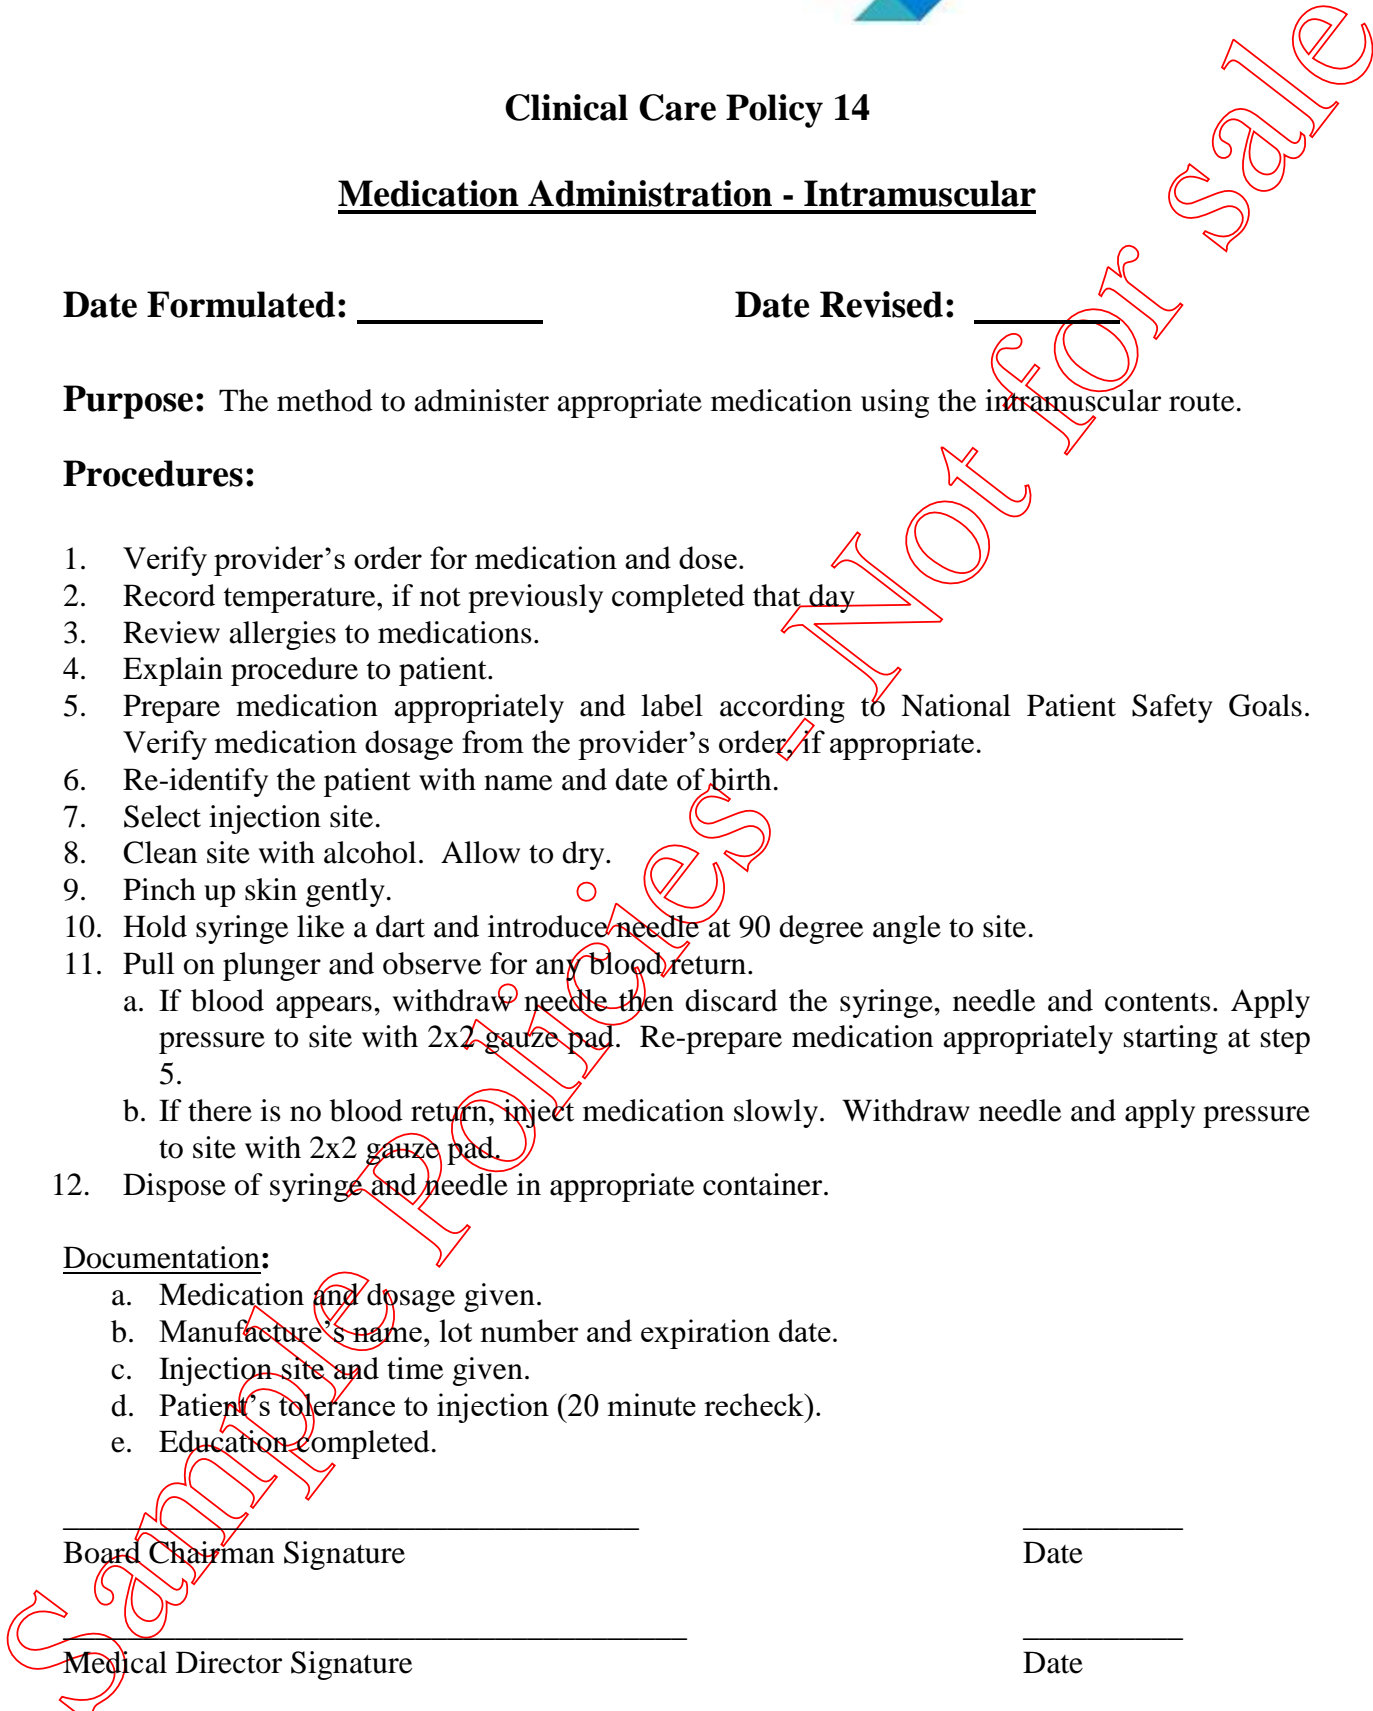 Clinical Care Policy 14
Medication Administration - Intramuscular
Date Formulated: __________ Date Revised: ________
Purpose: The method to administer appropriate medication using the intramuscular route.
Procedures:
1. Verify provider’s order for medication and dose.
2. Record temperature, if not previously completed that day
3. Review allergies to medications.
4. Explain procedure to patient.
5. Prepare medication appropriately and label according to National Patient Safety Goals.
Verify medication dosage from the provider’s order, if appropriate.
6. Re-identify the patient with name and date of birth.
7. Select injection site.
8. Clean site with alcohol. Allow to dry.
9. Pinch up skin gently.
10. Hold syringe like a dart and introduce needle at 90 degree angle to site.
11. Pull on plunger and observe for any blood return.
a. If blood appears, withdraw needle then discard the syringe, needle and contents. Apply
pressure to site with 2x2 gauze pad. Re-prepare medication appropriately starting at step
5.
b. If there is no blood return, inject medication slowly. Withdraw needle and apply pressure
to site with 2x2 gauze pad.
12. Dispose of syringe and needle in appropriate container.
Documentation:
a. Medication and dosage given.
b. Manufacture’s name, lot number and expiration date.
c. Injection site and time given.
d. Patient’s tolerance to injection (20 minute recheck).
e. Education completed.
____________________________________ __________
Board Chairman Signature Date
_______________________________________ __________
Medical Director Signature Date
Sample Policies - Not for sale